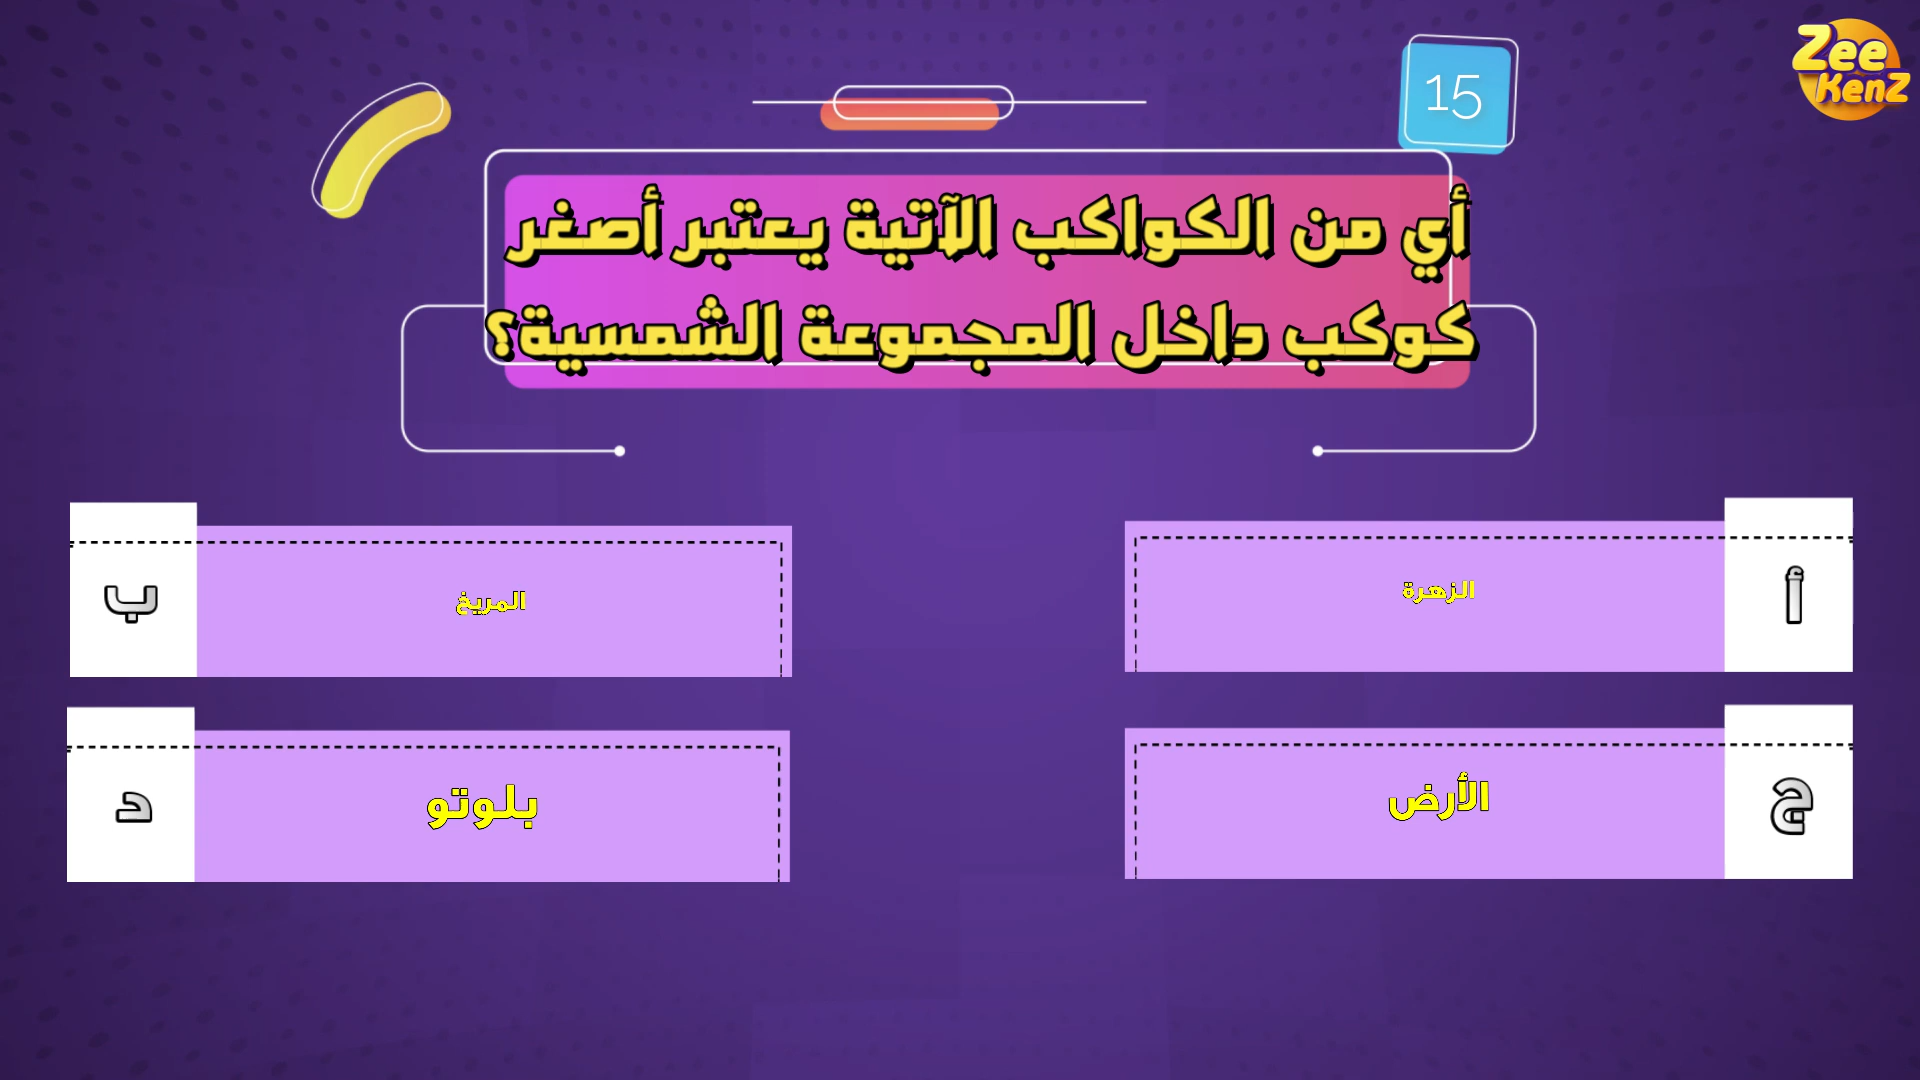 Zee
KenZ
15
أي من الكواكب الآتية يعتبر أصغر
كوكب داخل المجموعة الشمسية؟
أ
الزهرة
ب
المريخ
ج
الأرض
د
بلوتو